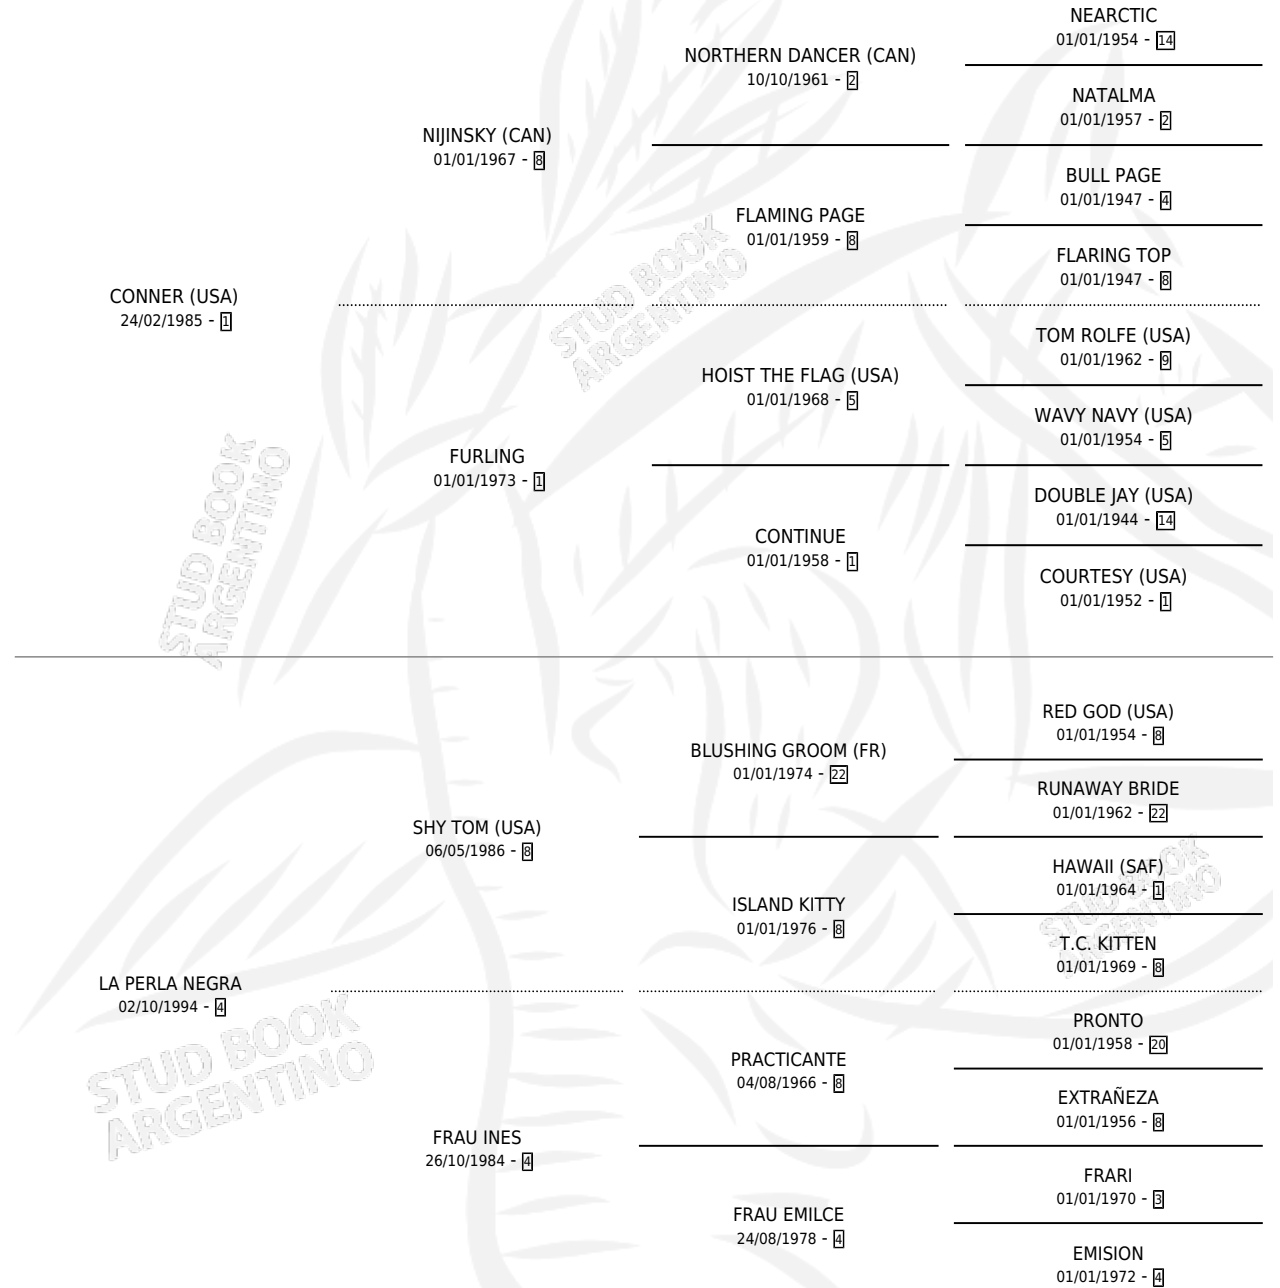 NEARCTIC
01/01/1954 - 14
NORTHERN DANCER (CAN)
10/10/1961 - 2
NATALMA
01/01/1957 - 2
NIJINSKY (CAN)
01/01/1967 - 8
BULL PAGE
01/01/1947 - 4
FLAMING PAGE
01/01/1959 - 8
FLARING TOP
01/01/1947 - 8
CONNER (USA)
24/02/1985 - 1
TOM ROLFE (USA)
01/01/1962 - 9
HOIST THE FLAG (USA)
01/01/1968 - 5
WAVY NAVY (USA)
01/01/1954 - 5
FURLING
01/01/1973 - 1
DOUBLE JAY (USA)
01/01/1944 - 14
CONTINUE
01/01/1958 - 1
COURTESY (USA)
01/01/1952 - 1
RED GOD (USA)
01/01/1954 - 8
BLUSHING GROOM (FR)
01/01/1974 - 22
RUNAWAY BRIDE
01/01/1962 - 22
SHY TOM (USA)
06/05/1986 - 8
HAWAII (SAF)
01/01/1964 - 1
ISLAND KITTY
01/01/1976 - 8
T.C. KITTEN
01/01/1969 - 8
LA PERLA NEGRA
02/10/1994 - 4
PRONTO
01/01/1958 - 20
PRACTICANTE
04/08/1966 - 8
EXTRAÑEZA
01/01/1956 - 8
FRAU INES
26/10/1984 - 4
FRARI
01/01/1970 - 3
FRAU EMILCE
24/08/1978 - 4
EMISION
01/01/1972 - 4
STUD BOOK
ARGENTINO
STUD BOOK
ARGENTINO
STUD BOOK
ARGENTINO
STUD BOOK
ARGENTINO